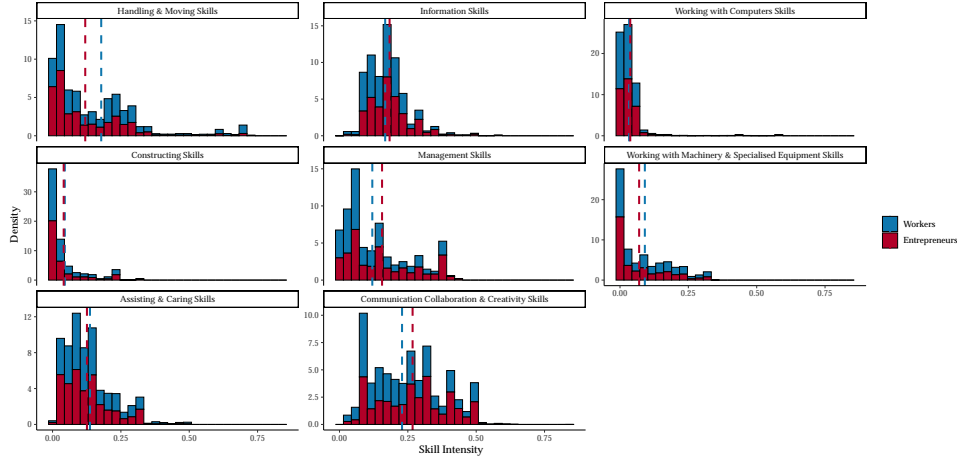 Handling & Moving Skills
Information Skills
Working with Computers Skills
15
10
5
0
15
10
5
0
20
10
0
Constructing Skills
Management Skills
Working with Machinery & Specialised Equipment Skills
30
20
10
0
15
10
5
0
20
10
0
0.00 0.25 0.50 0.75
Assisting & Caring Skills
Communication Collaboration & Creativity Skills
12
8
4
0
10.0
7.5
5.0
2.5
0.0
0.00 0.25 0.50 0.75
0.00 0.25 0.50 0.75
Density
Skill Intensity
Workers
Entrepreneurs